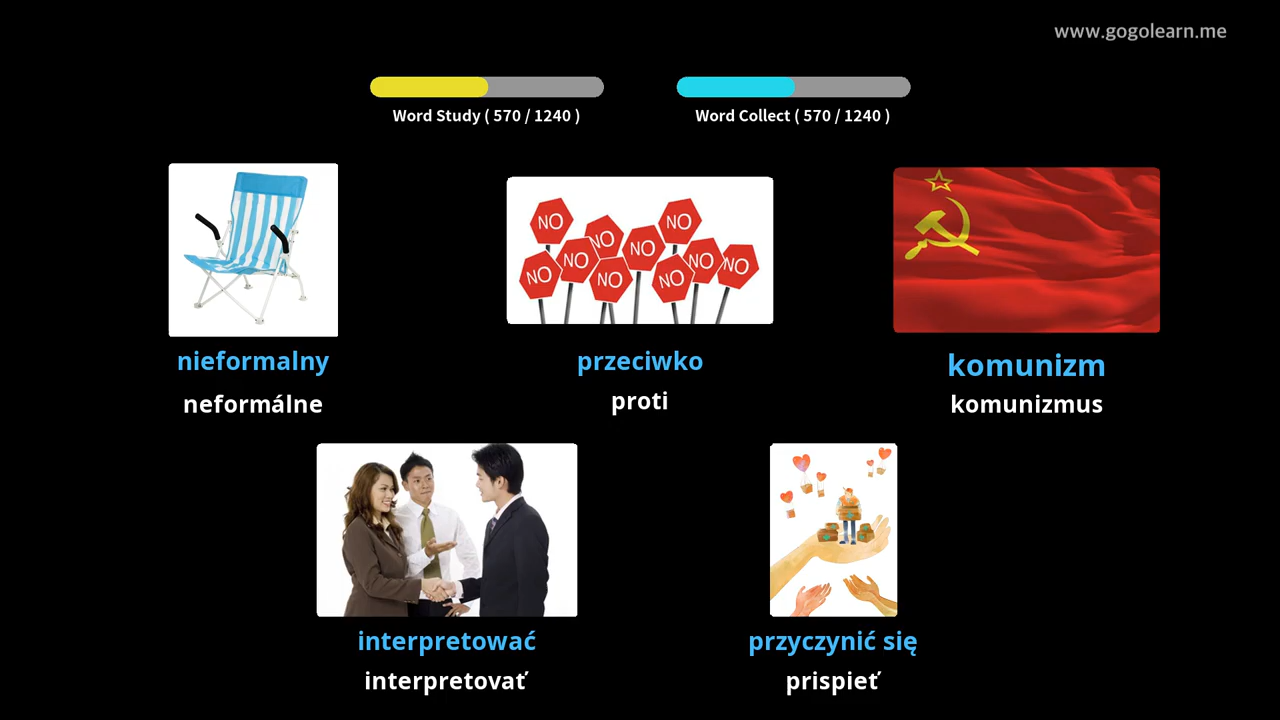 www.gogolearn.me
Word Study ( 570 / 1240 )
Word Collect ( 570 / 1240 )
NO
NO
NO
NO
NO
NO
NO
NO
NO
NO
nieformalny
przeciwko
komunizm
neformálne
proti
komunizmus
interpretować
przyczynić się
interpretovať
prispieť